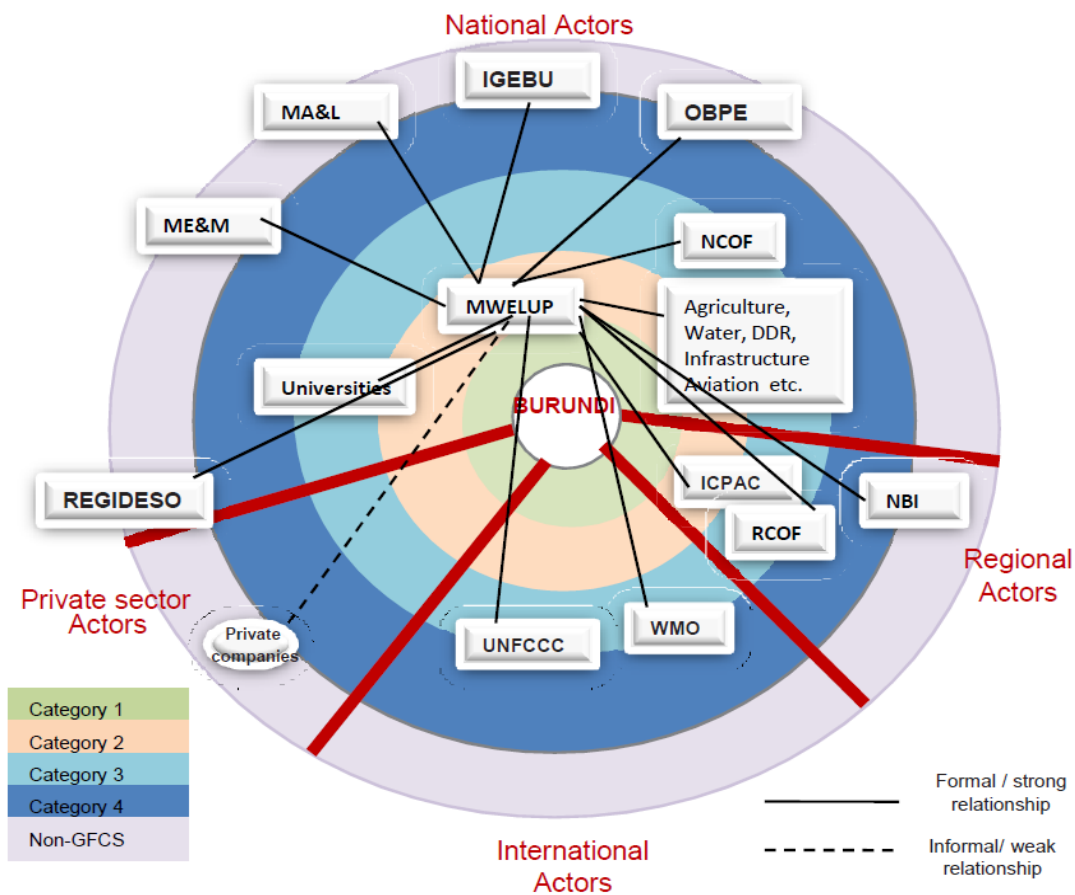 National Actors
IGEBU
MA&L
OBPE
ME&M
NCOF
MWELUP
Agriculture,
Water, DDR,
Infrastructure
Aviation etc.
Universities
BURUNDI
ICPAC
REGIDESO
NBI
RCOF
Regional
Actors
Private sector
Actors
Private
companies
UNFCCC
WMO
Category 1
Category 2
Category 3
Category 4
Non-GFCS
International
Actors
Formal / strong
relationship
Informal/ weak
relationship